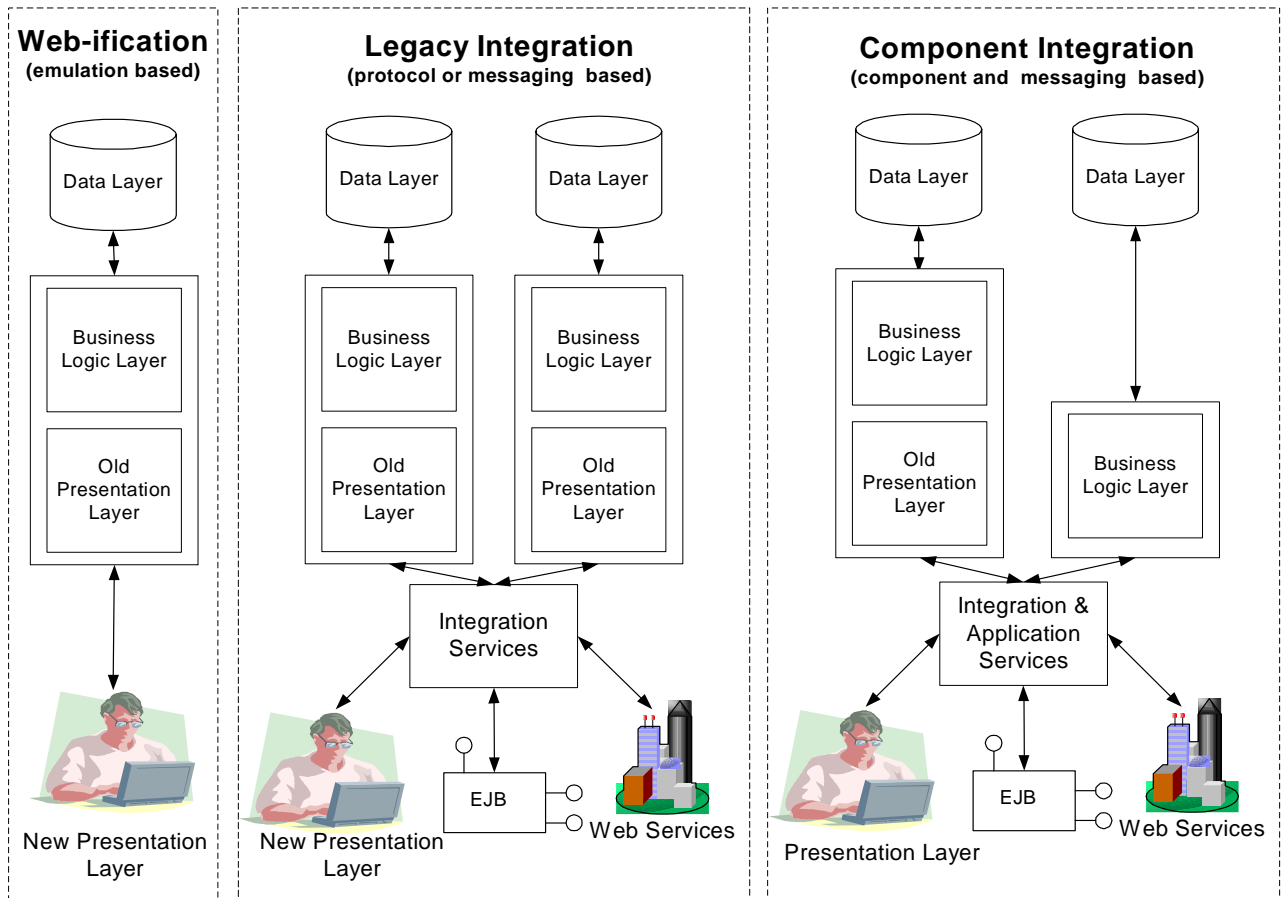 Web-ification
(emulation based)
Data Layer
Business
Logic Layer
Old
Presentation
Layer
New Presentation
Layer
Legacy Integration
(protocol or messaging based)
Data Layer
Data Layer
Business
Logic Layer
Business
Logic Layer
Old
Presentation
Layer
Old
Presentation
Layer
Integration
Services
New Presentation
Layer
EJB
Web Services
Component Integration
(component and messaging based)
Data Layer
Data Layer
Business
Logic Layer
Old
Presentation
Layer
Business
Logic Layer
Integration &
Application
Services
Presentation Layer
EJB
Web Services